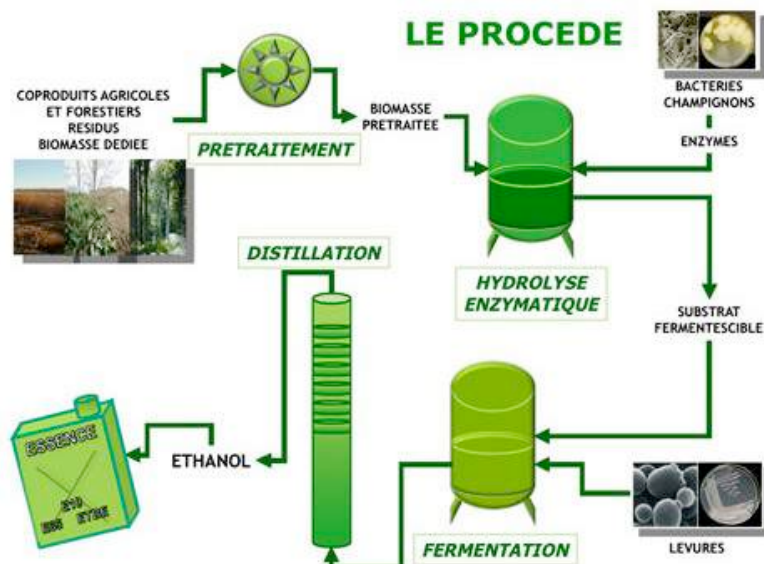 LE PROCEDE
COPRODUITS AGRICOLES
ET FORESTIERS
RESIDUS
BIOMASSE DEDIEE
PRETRAITEMENT
BIOMASSE
PRETRAITEE
BACTERIES
CHAMPIGNONS
ENZYMES
HYDROLYSE
ENZYMATIQUE
SUBSTRAT
FERMENTESCIBLE
LEVURES
FERMENTATION
DISTILLATION
ETHANOL
ESSENCE
E10
E85 ETBE